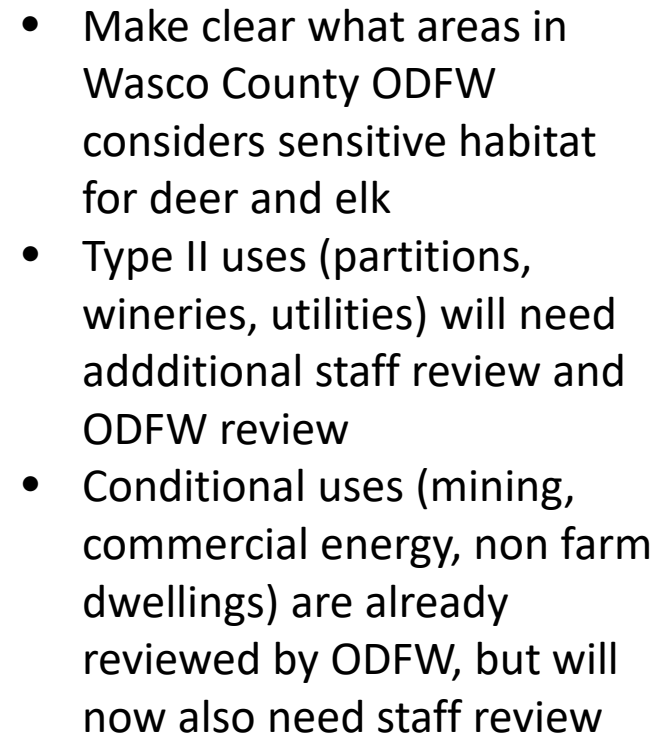 • Make clear what areas in
Wasco County ODFW
considers sensitive habitat
for deer and elk
• Type II uses (partitions,
wineries, utilities) will need
addditional staff review and
ODFW review
• Conditional uses (mining,
commercial energy, non farm
dwellings) are already
reviewed by ODFW, but will
now also need staff review